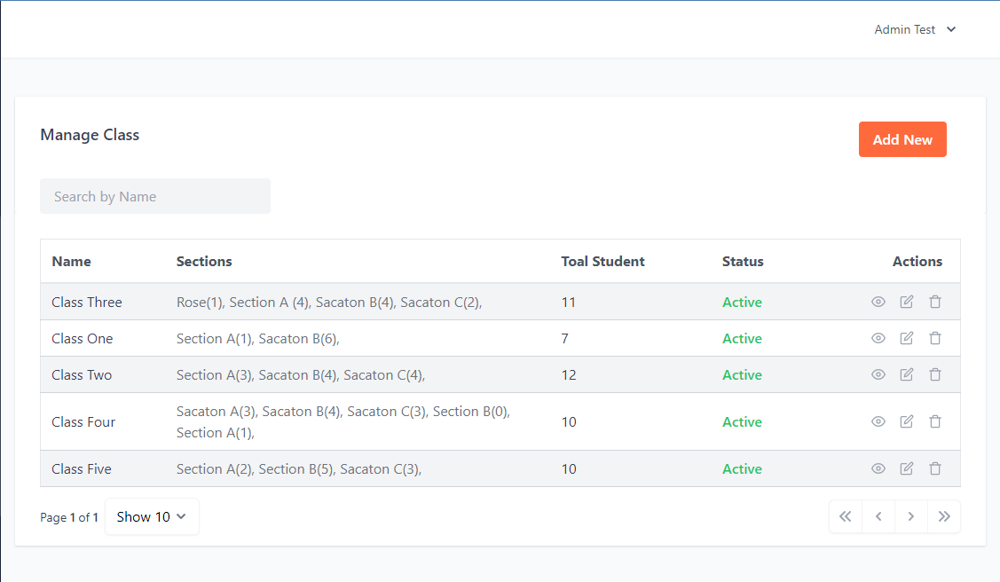 Admin Test
Manage Class
Add New
Search by Name
Name Sections Toal Student Status Actions
Class Three Rose(1), Section A (4), Sacaton B(4), Sacaton C(2), 11 Active
Class One Section A(1), Sacaton B(6), 7 Active
Class Two Section A(3), Sacaton B(4), Sacaton C(4), 12 Active
Class Four Sacaton A(3), Sacaton B(4), Sacaton C(3), Section B(0), 10 Active
Section A(1),
Class Five Section A(2), Section B(5), Sacaton C(3), 10 Active
Page 1 of 1 Show 10